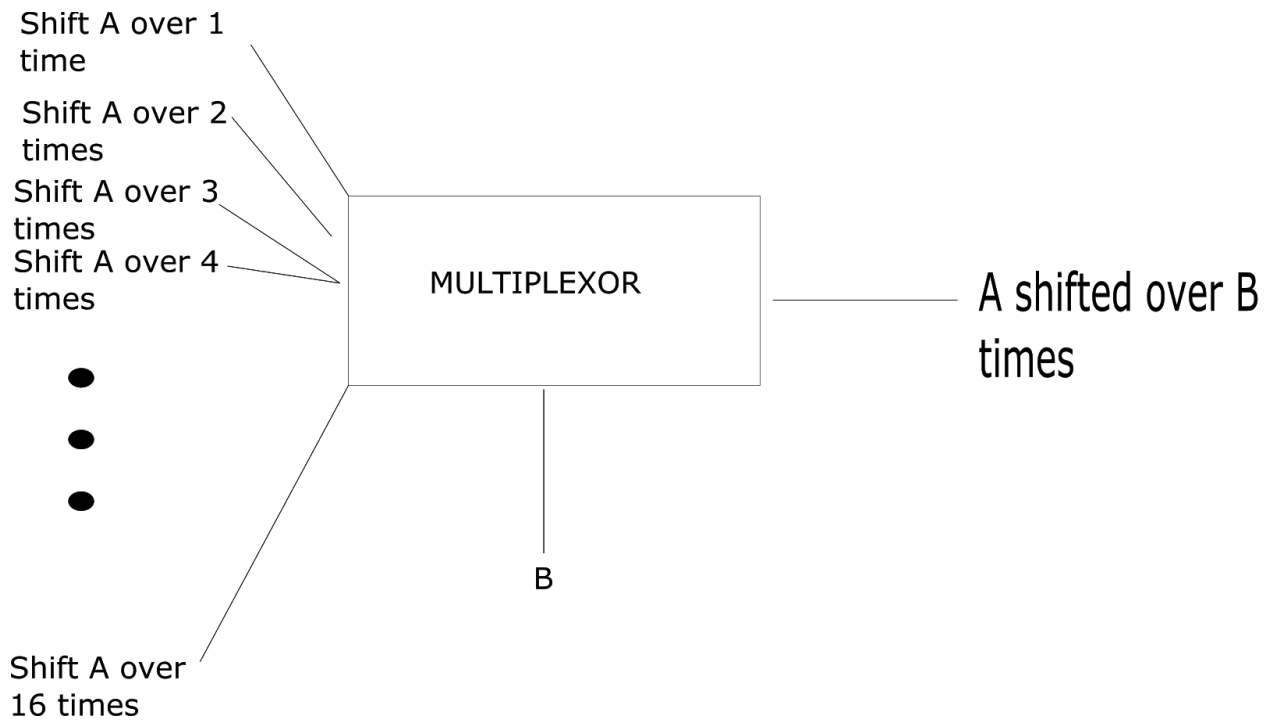 Shift A over 1
time
Shift A over 2
times
Shift A over 3
times
Shift A over 4
times
MULTIPLEXOR
A shifted over B
times
B
Shift A over
16 times